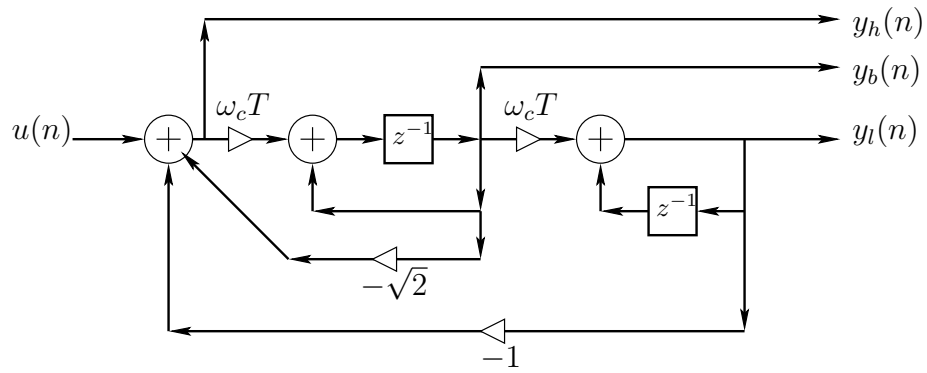 y_h(n)
y_b(n)
ω_cT
ω_cT
u(n)
+
+
z⁻¹
+
y_l(n)
z⁻¹
−√2
−1